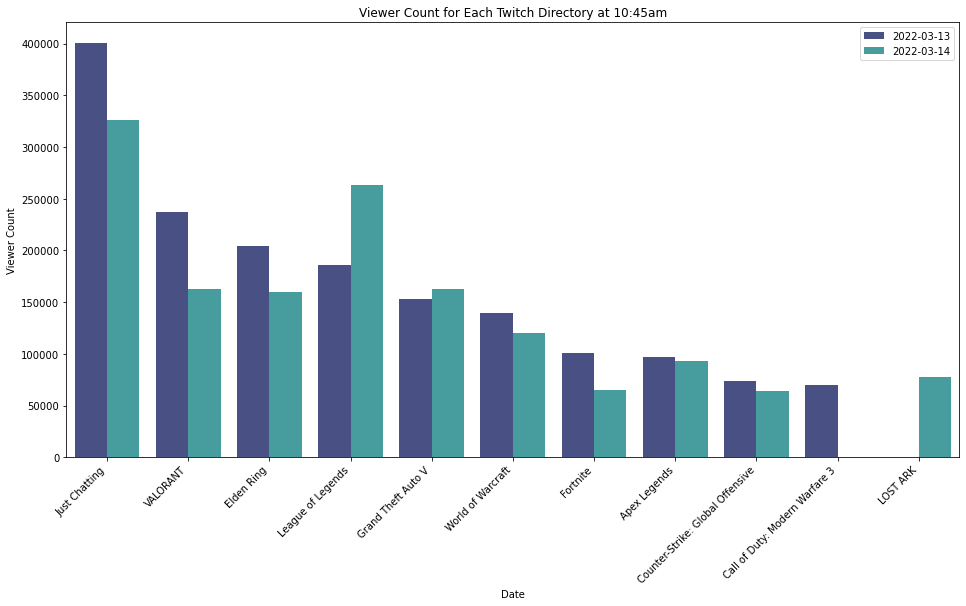 Viewer Count for Each Twitch Directory at 10:45am
2022-03-13
2022-03-14
Viewer Count
400000
350000
300000
250000
200000
150000
100000
50000
0
Just Chatting
VALORANT
Elden Ring
League of Legends
Grand Theft Auto V
World of Warcraft
Fortnite
Apex Legends
Counter-Strike: Global Offensive
Call of Duty: Modern Warfare 3
LOST ARK
Date